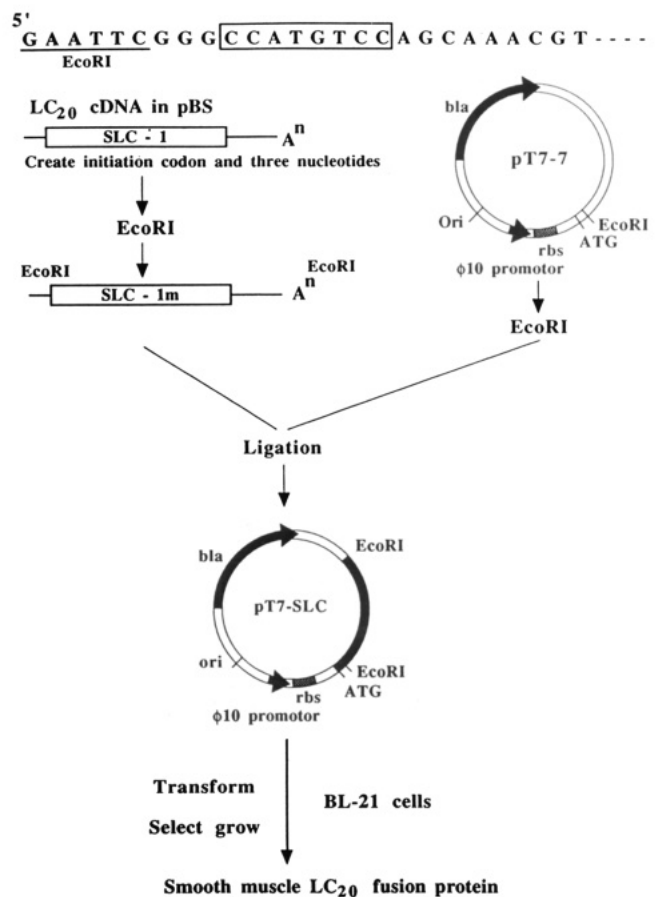 5'
G A A T T C G G G C C A T G T C C A G C A A A C G T - - - -
EcoRI
LC20 cDNA in pBS
SLC - 1
An
Create initiation codon and three nucleotides
EcoRI
EcoRI
EcoRI
SLC - 1m
An
bla
pT7-7
Ori
EcoRI
ATG
rbs
φ10 promotor
EcoRI
Ligation
bla
EcoRI
pT7-SLC
ori
EcoRI
ATG
rbs
φ10 promotor
Transform
BL-21 cells
Select grow
Smooth muscle LC20 fusion protein